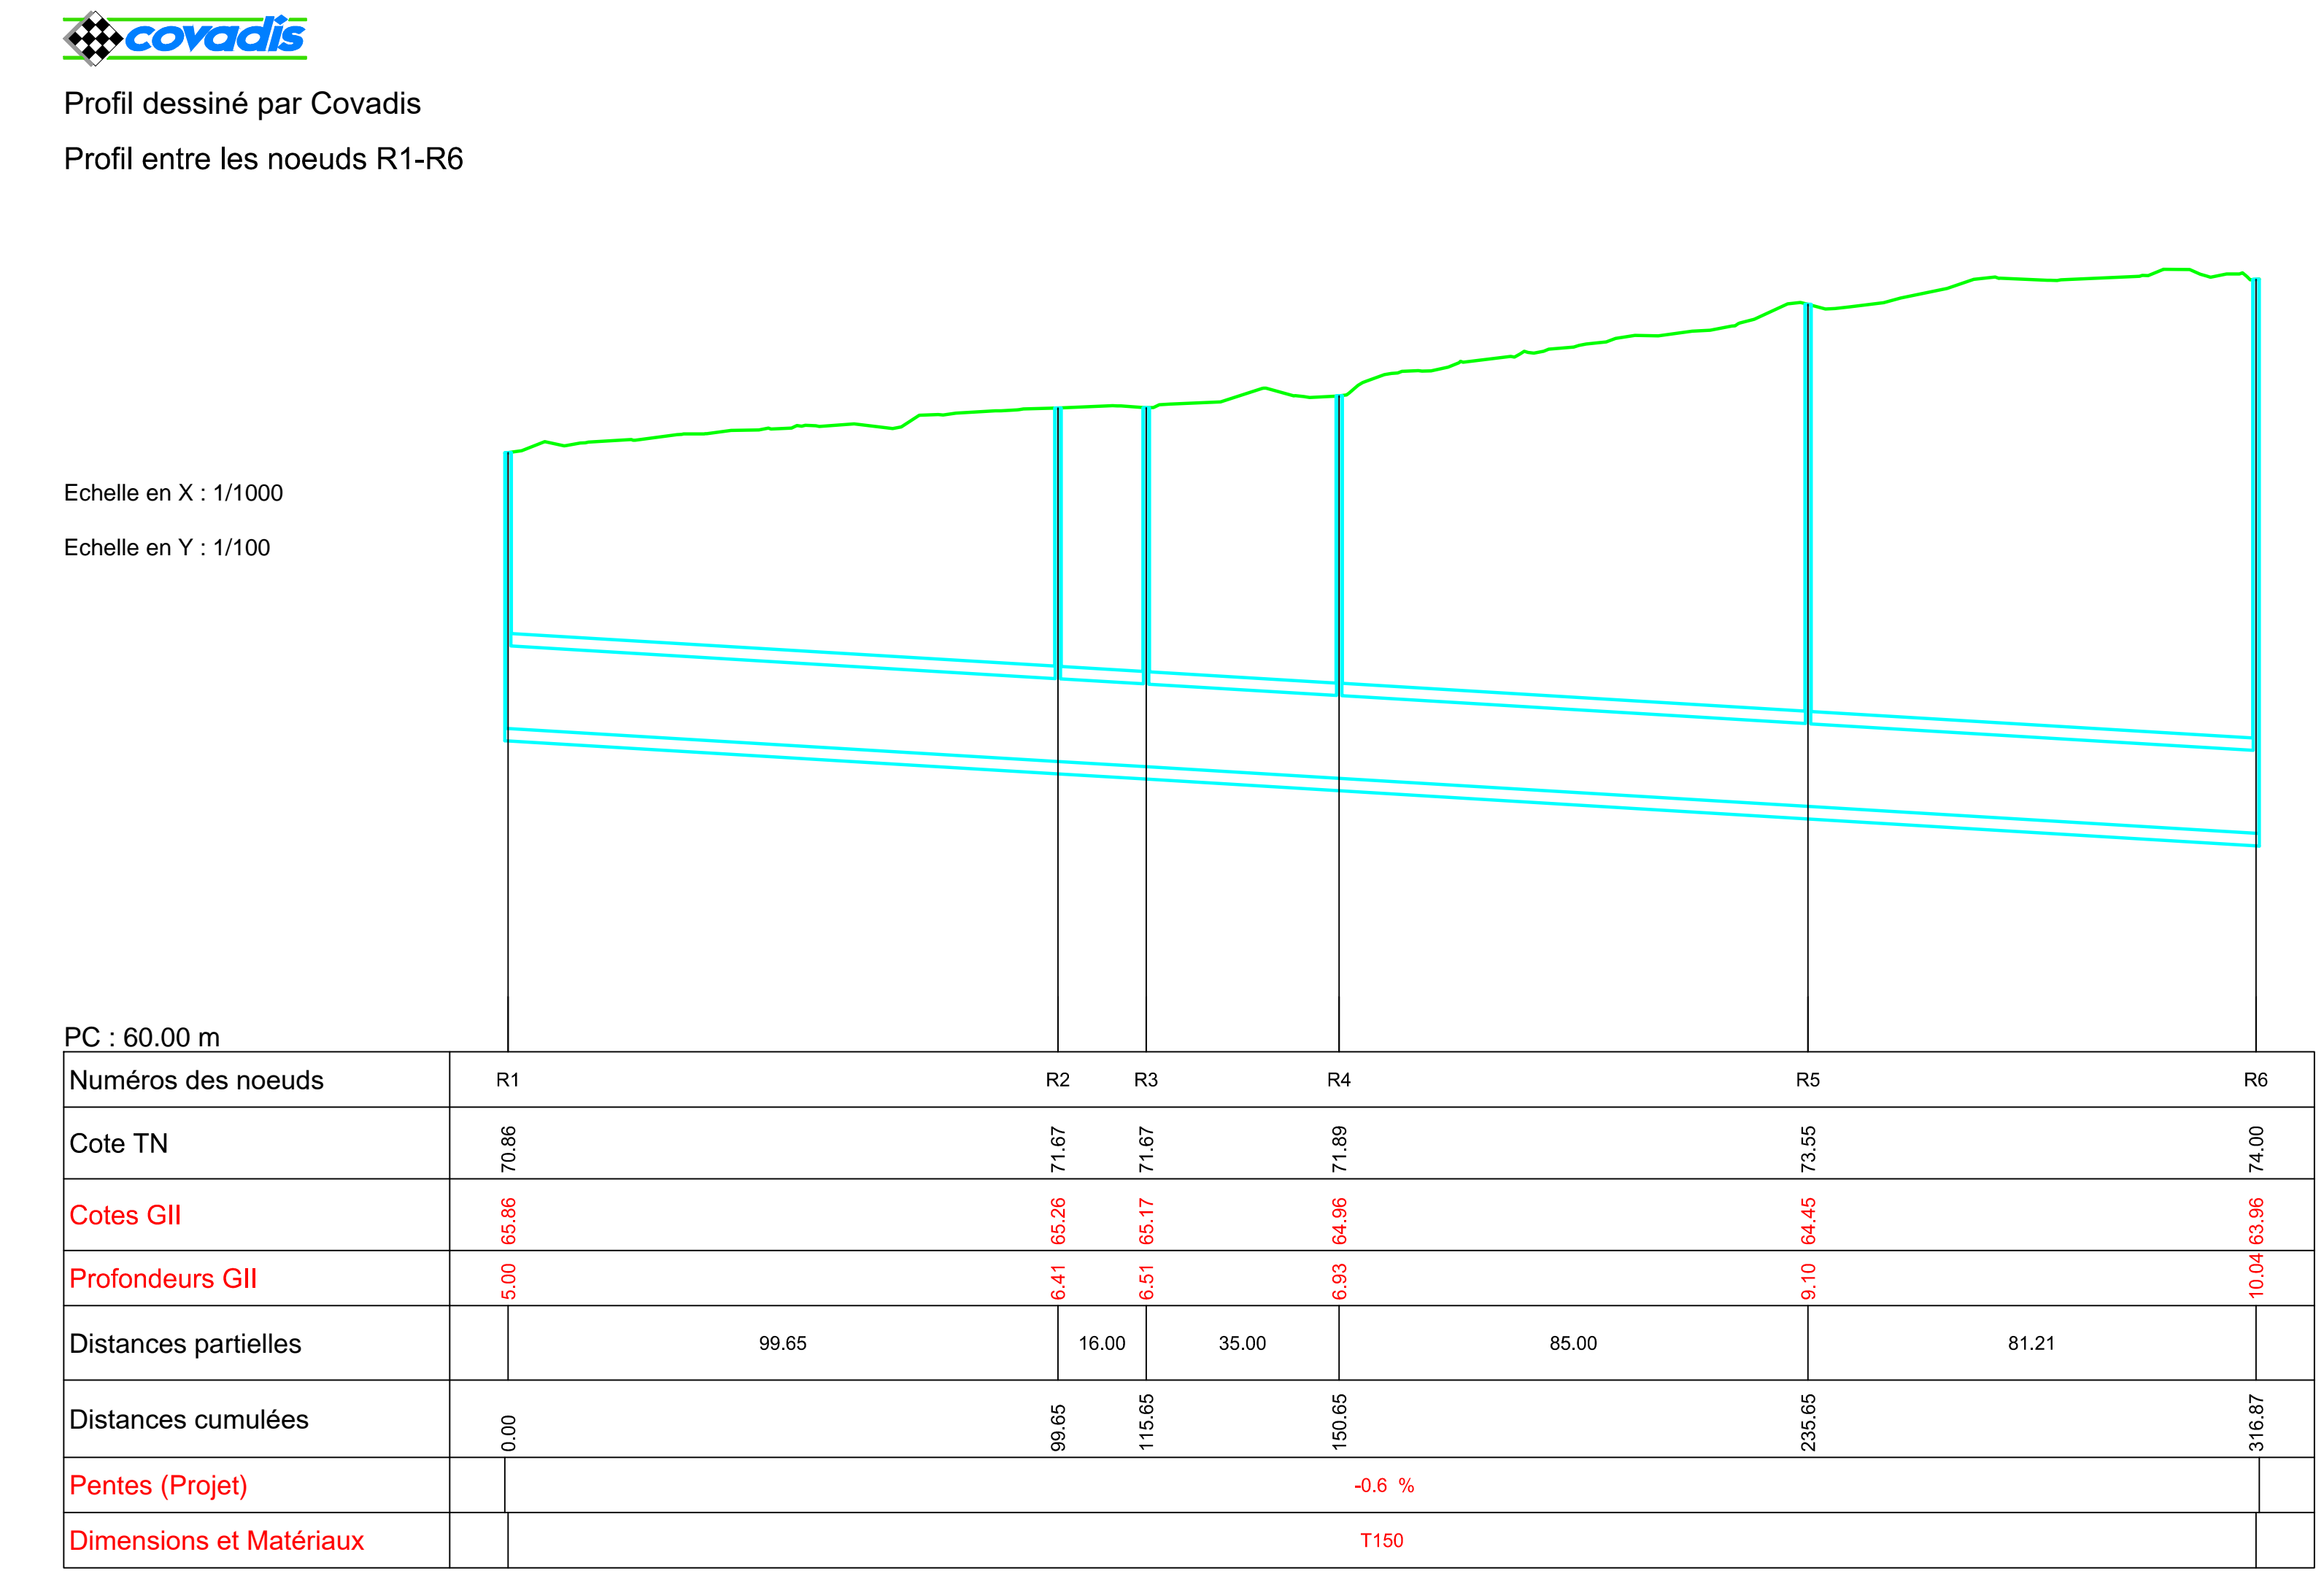 covadis
Profil dessiné par Covadis
Profil entre les noeuds R1-R6
Echelle en X : 1/1000
Echelle en Y : 1/100
PC : 60.00 m
Numéros des noeuds R1 R2 R3 R4 R5 R6
Cote TN 70.86 71.67 71.67 71.89 73.55 74.00
Cotes GII 65.86 65.26 65.17 64.96 64.45 63.96
Profondeurs GII 5.00 6.41 6.51 6.93 9.10 10.04
Distances partielles 99.65 16.00 35.00 85.00 81.21
Distances cumulées 0.00 99.65 115.65 150.65 235.65 316.87
Pentes (Projet) -0.6 %
Dimensions et Matériaux T150